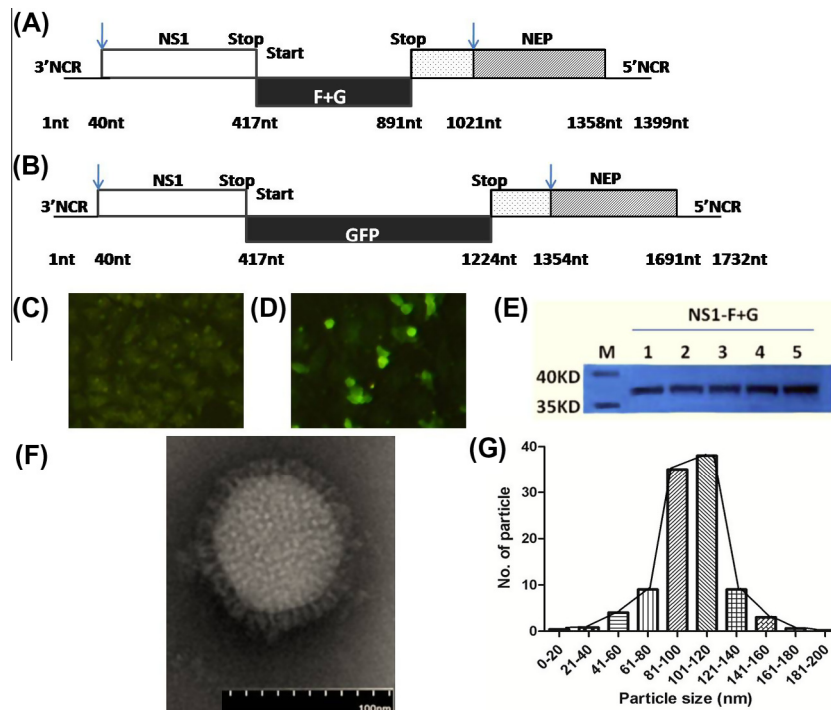 (A)
NS1 Stop Start Stop NEP
3'NCR 5'NCR
F+G
1nt 40nt 417nt 891nt 1021nt 1358nt 1399nt
(B)
NS1 Stop Start Stop NEP
3'NCR 5'NCR
GFP
1nt 40nt 417nt 1224nt 1354nt 1691nt 1732nt
(C)
(D)
(E)
NS1-F+G
M 1 2 3 4 5
40KD
35KD
(F)
100nm
(G)
No. of particle
40
30
20
10
0
0-20
21-40
41-60
61-80
81-100
101-120
121-140
141-160
161-180
181-200
Particle size (nm)